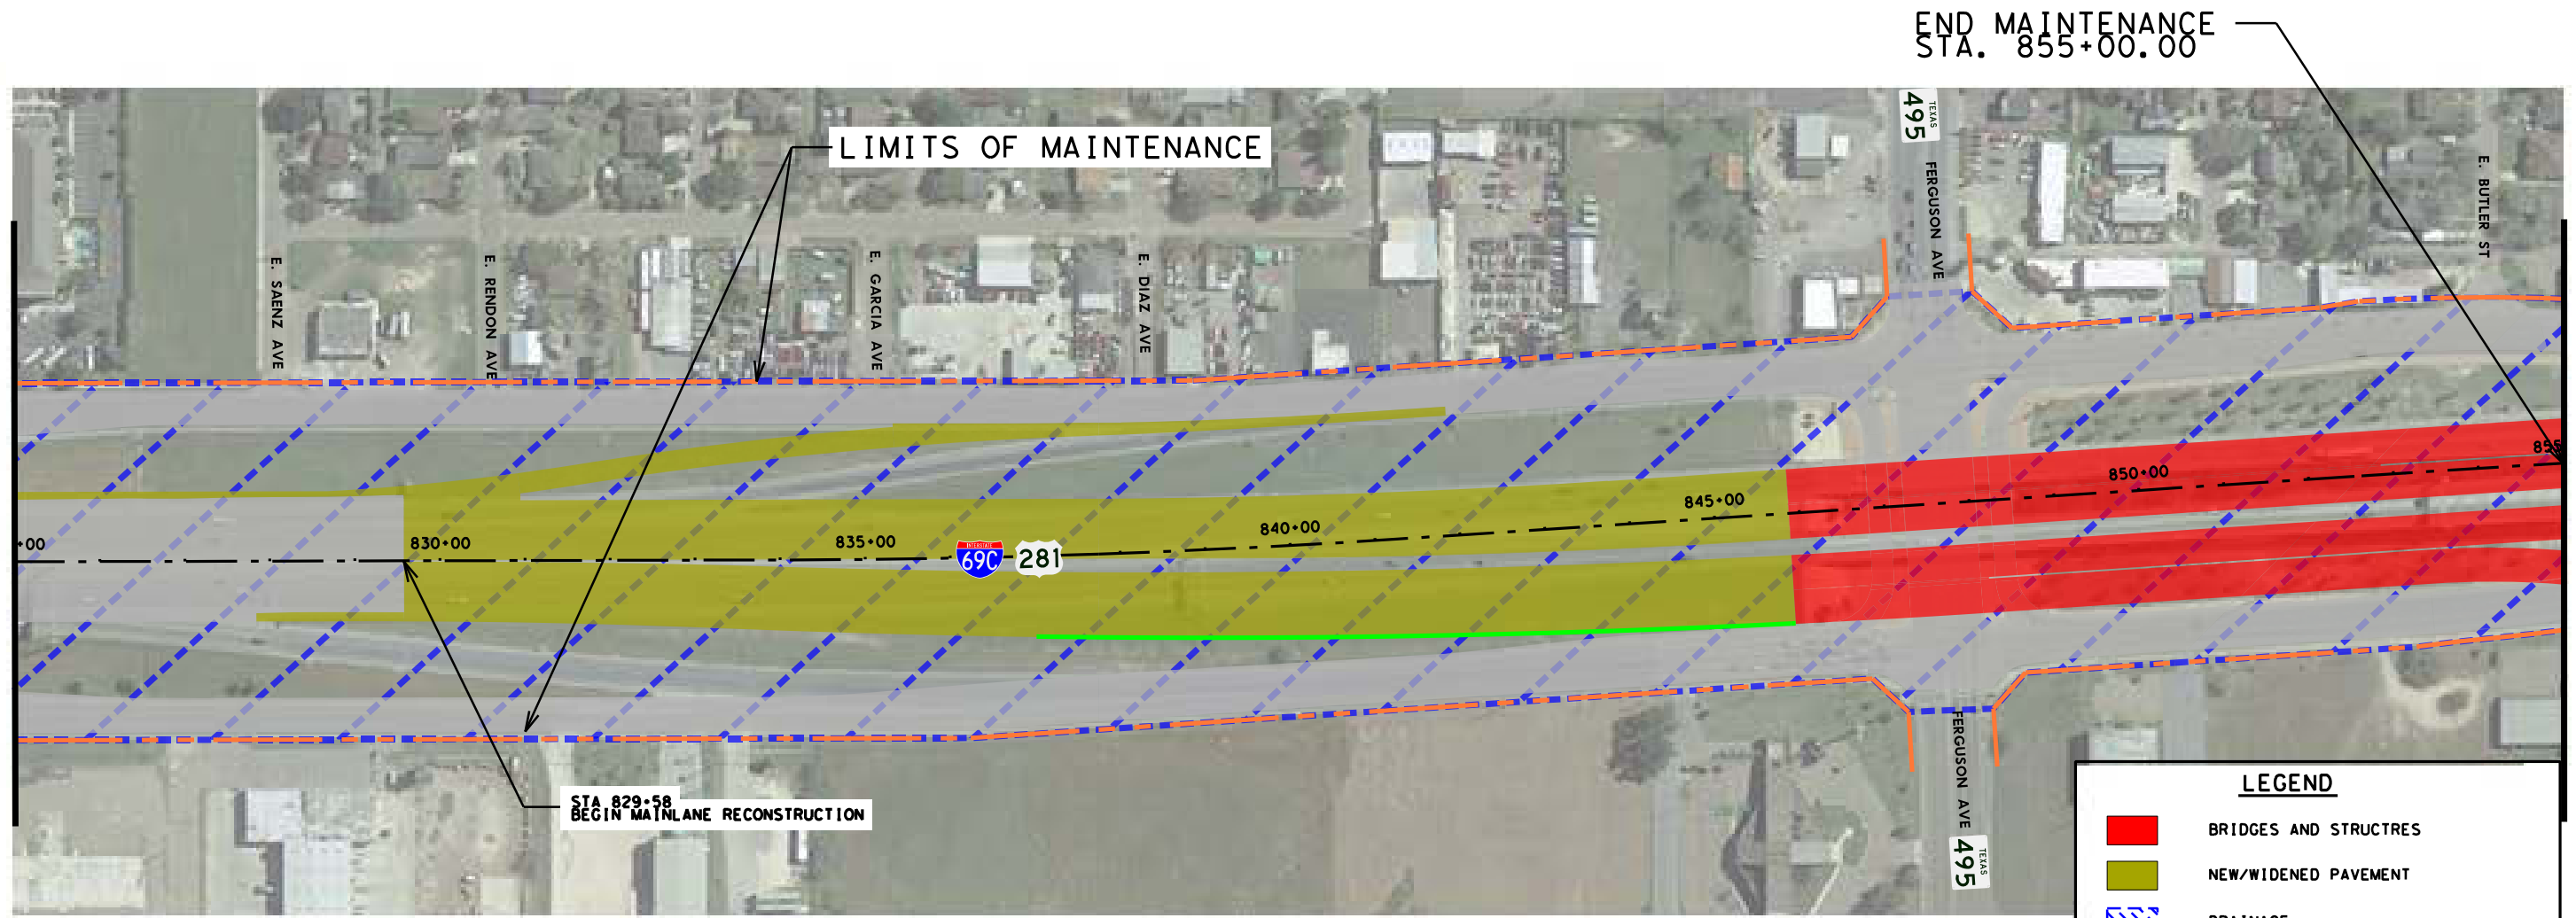 END MAINTENANCE
STA. 855+00.00
LIMITS OF MAINTENANCE
TEXAS
495
FERGUSON AVE
E. BUTLER ST
E. SAENZ AVE
E. RENDON AVE
E. GARCIA AVE
E. DIAZ AVE
+00
830+00
835+00
INTERSTATE
69C
281
840+00
845+00
850+00
855
STA 829+58
BEGIN MAINLANE RECONSTRUCTION
FERGUSON AVE
TEXAS
495
LEGEND
BRIDGES AND STRUCTRES
NEW/WIDENED PAVEMENT